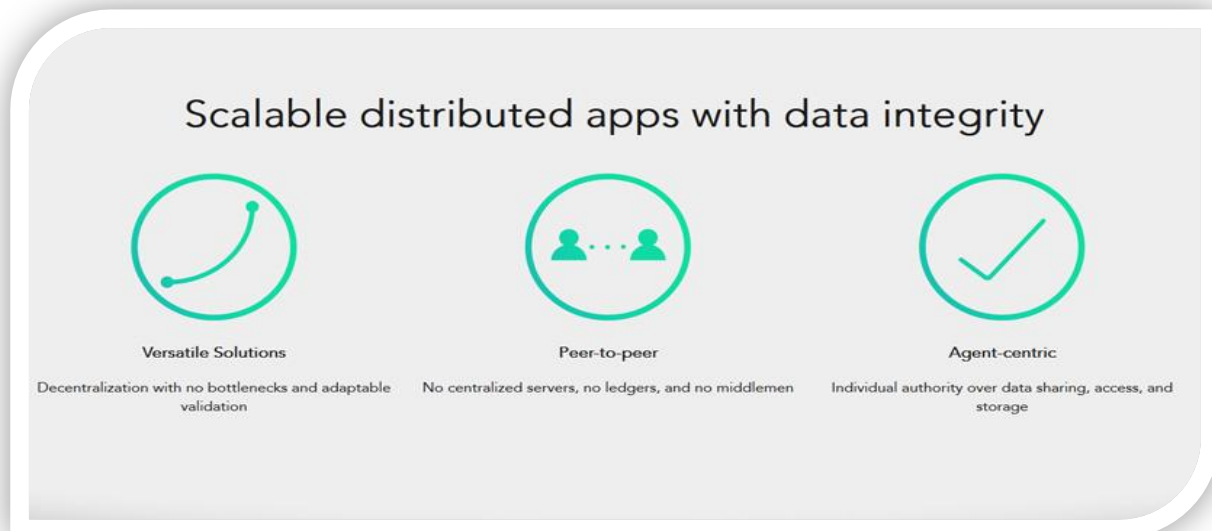 Scalable distributed apps with data integrity
Versatile Solutions
Decentralization with no bottlenecks and adaptable
validation
Peer-to-peer
No centralized servers, no ledgers, and no middlemen
Agent-centric
Individual authority over data sharing, access, and
storage